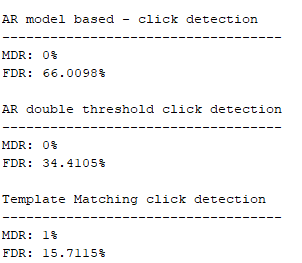 AR model based - click detection
-----------------------------------
MDR: 0%
FDR: 66.0098%
AR double threshold click detection
-----------------------------------
MDR: 0%
FDR: 34.4105%
Template Matching click detection
-----------------------------------
MDR: 1%
FDR: 15.7115%